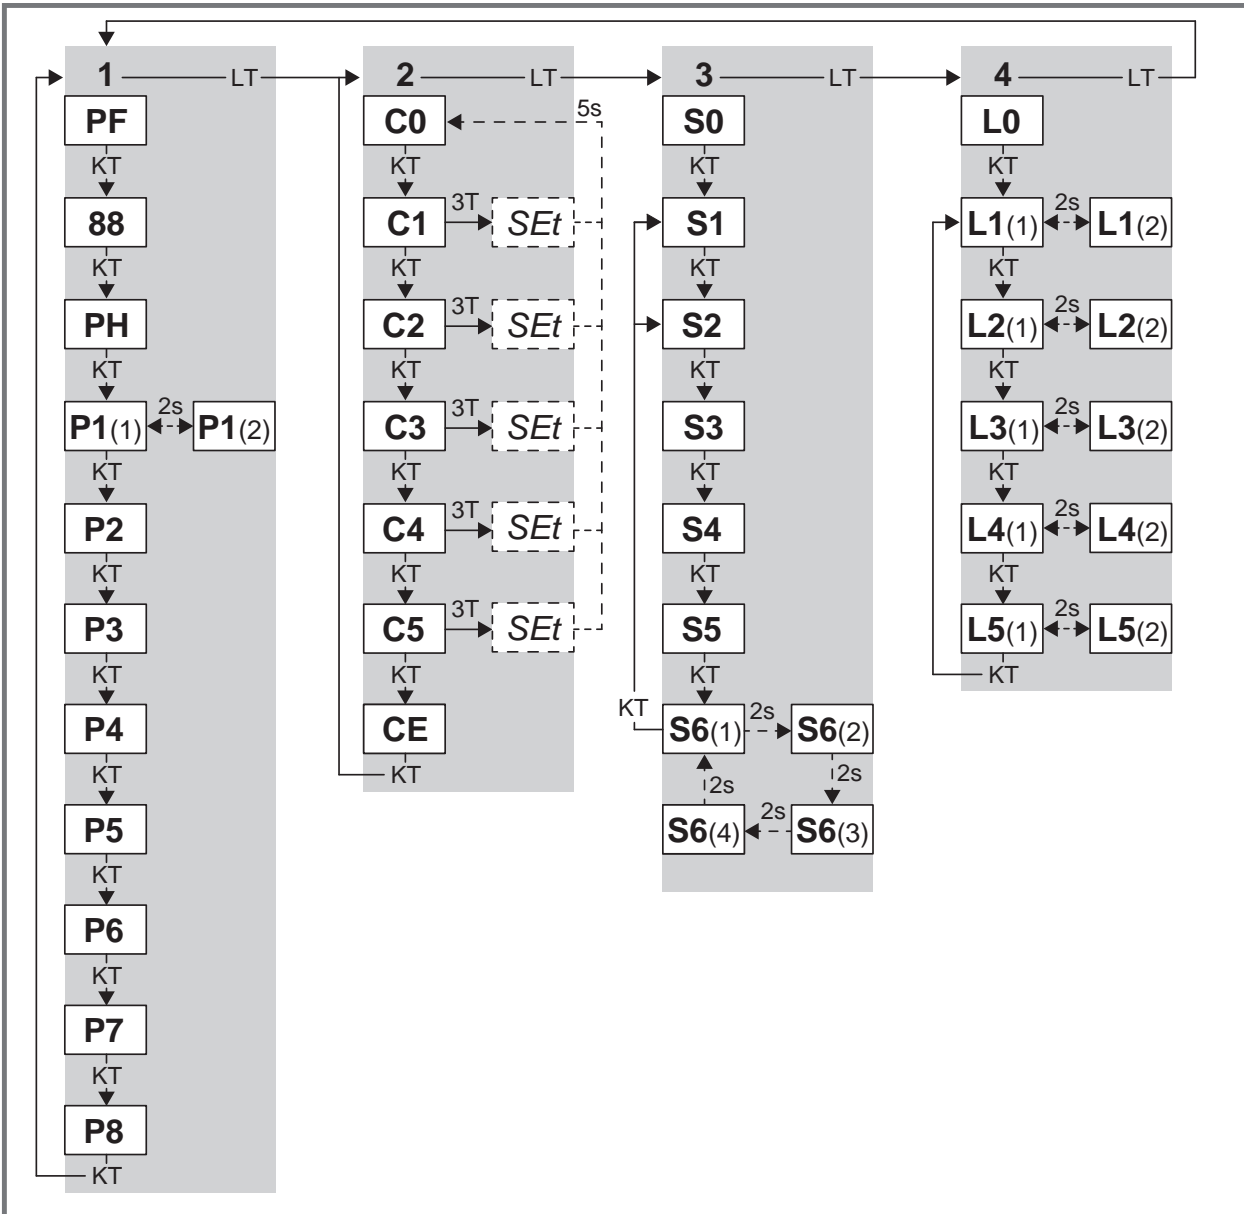 1 LT 2 LT 3 LT 4 LT
PF C0 5s S0 L0
KT KT KT KT
88 C1 3T SEt S1 L1(1) 2s L1(2)
KT KT KT KT
PH C2 3T SEt S2 L2(1) 2s L2(2)
KT KT KT KT
P1(1) 2s P1(2) C3 3T SEt S3 L3(1) 2s L3(2)
KT KT KT KT
P2 C4 3T SEt S4 L4(1) 2s L4(2)
KT KT KT KT
P3 C5 3T SEt S5 L5(1) 2s L5(2)
KT KT KT KT
P4 CE KT S6(1) 2s S6(2)
KT KT 2s 2s
P5 S6(4) 2s S6(3)
KT
P6
KT
P7
KT
P8
KT